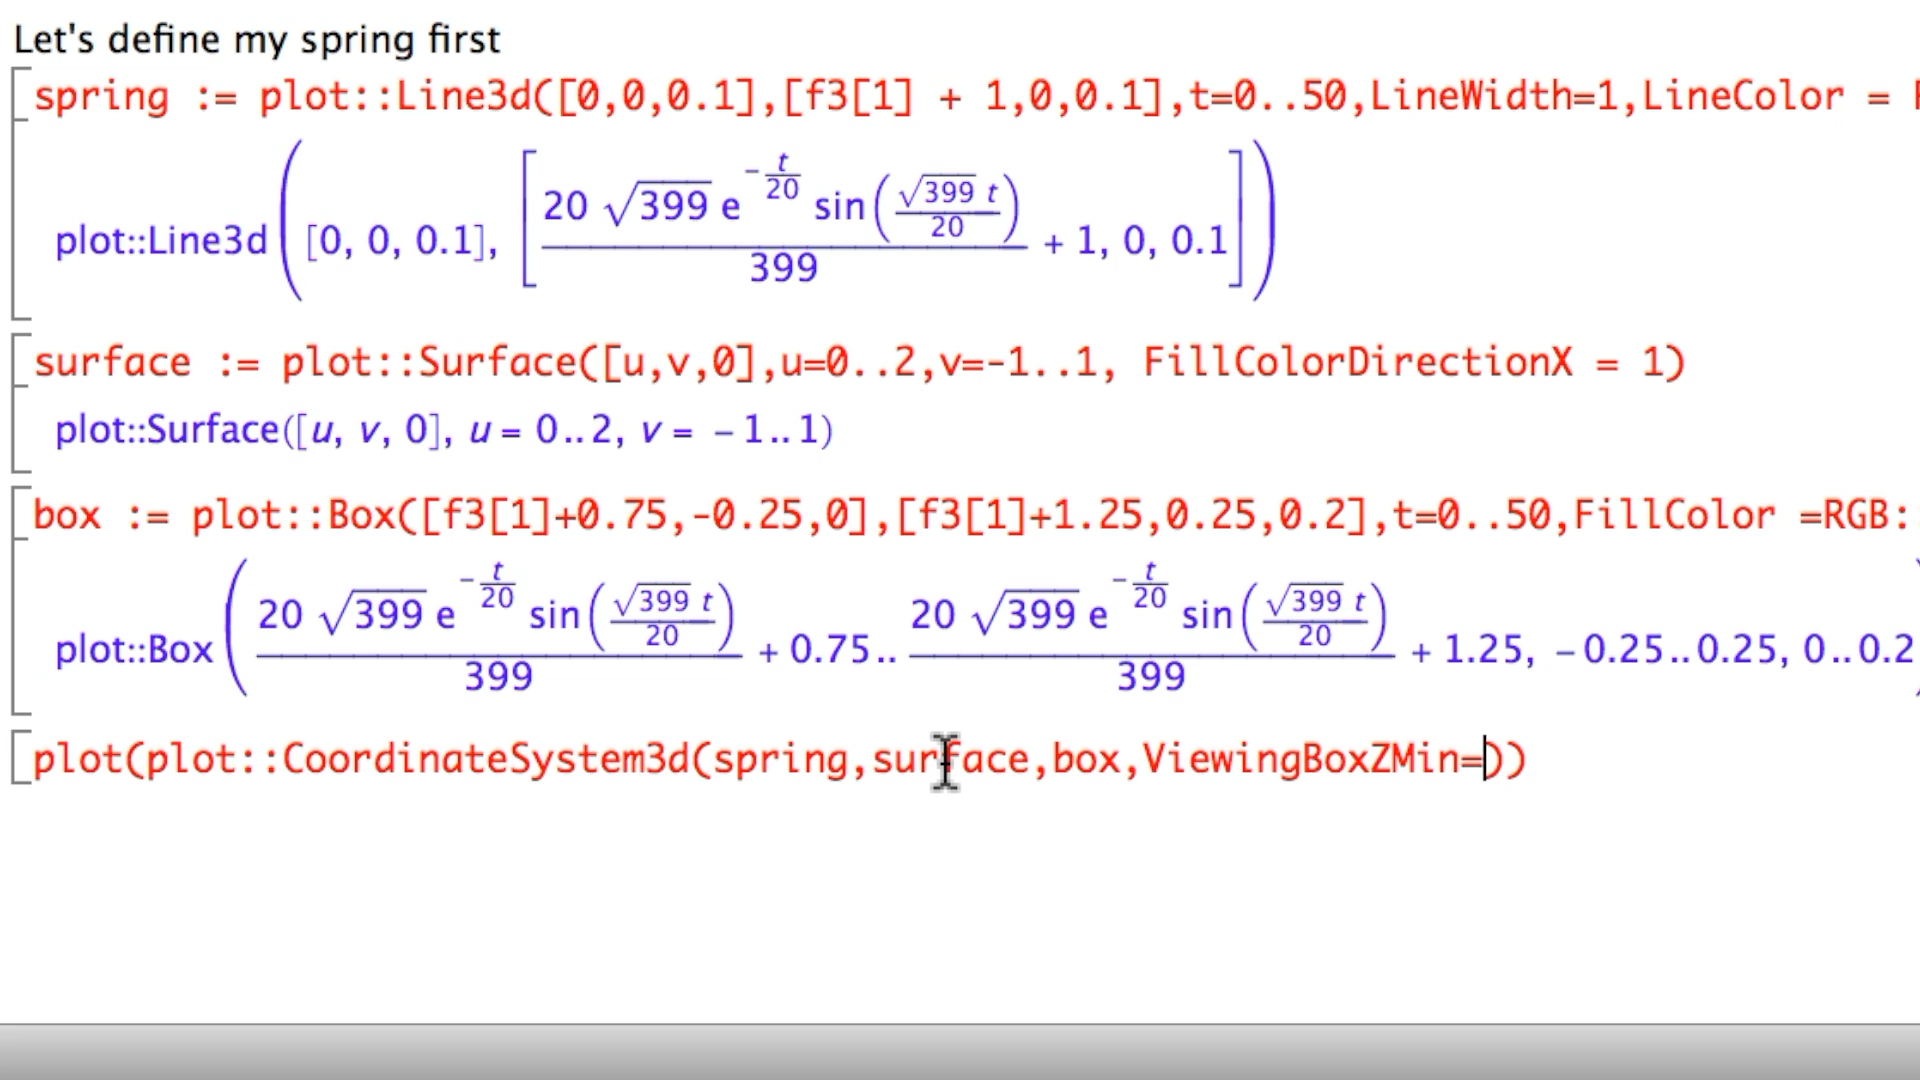 Let's define my spring first
spring := plot::Line3d([0,0,0.1],[f3[1] + 1,0,0.1],t=0..50,LineWidth=1,LineColor =
plot::Line3d([0, 0, 0.1], [20 √399 e^(-t/20) sin(√399 t/20)/399 + 1, 0, 0.1])
surface := plot::Surface([u,v,0],u=0..2,v=-1..1, FillColorDirectionX = 1)
plot::Surface([u, v, 0], u = 0..2, v = -1..1)
box := plot::Box([f3[1]+0.75,-0.25,0],[f3[1]+1.25,0.25,0.2],t=0..50,FillColor =RGB:
plot::Box(20 √399 e^(-t/20) sin(√399 t/20)/399 + 0.75.. 20 √399 e^(-t/20) sin(√399 t/20)/399 + 1.25, -0.25..0.25, 0..0.2
plot(plot::CoordinateSystem3d(spring,surface,box,ViewingBoxZMin=))